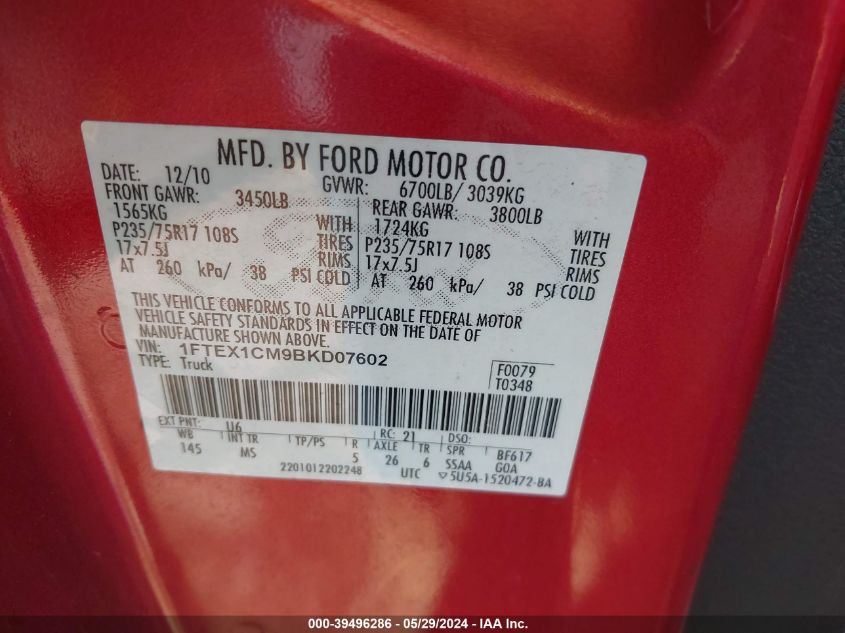 MFD. BY FORD MOTOR CO.
DATE: 12/10 GVWR: 6700LB/ 3039KG
FRONT GAWR: 3450LB REAR GAWR: 3800LB
1565KG WITH 1724KG WITH
P235/75R17 108S TIRES P235/75R17 108S TIRES
17x7.5J RIMS 17x7.5J RIMS
AT 260 kPa/ 38 PSI COLD AT 260 kPa/ 38 PSI COLD
THIS VEHICLE CONFORMS TO ALL APPLICABLE FEDERAL MOTOR
VEHICLE SAFETY STANDARDS IN EFFECT ON THE DATE OF
MANUFACTURE SHOWN ABOVE.
VIN: 1FTEX1CM9BKD07602 F0079
TYPE: Truck T0348
EXT PNT: U6 RC: 21 DSO:
WB INT TR TP/PS R AXLE TR SPR BF617
145 MS 5 26 6 SSAA GOA
2201012202248 UTC ▽5U5A-1520472-BA
000-39496286 - 05/29/2024 - IAA Inc.